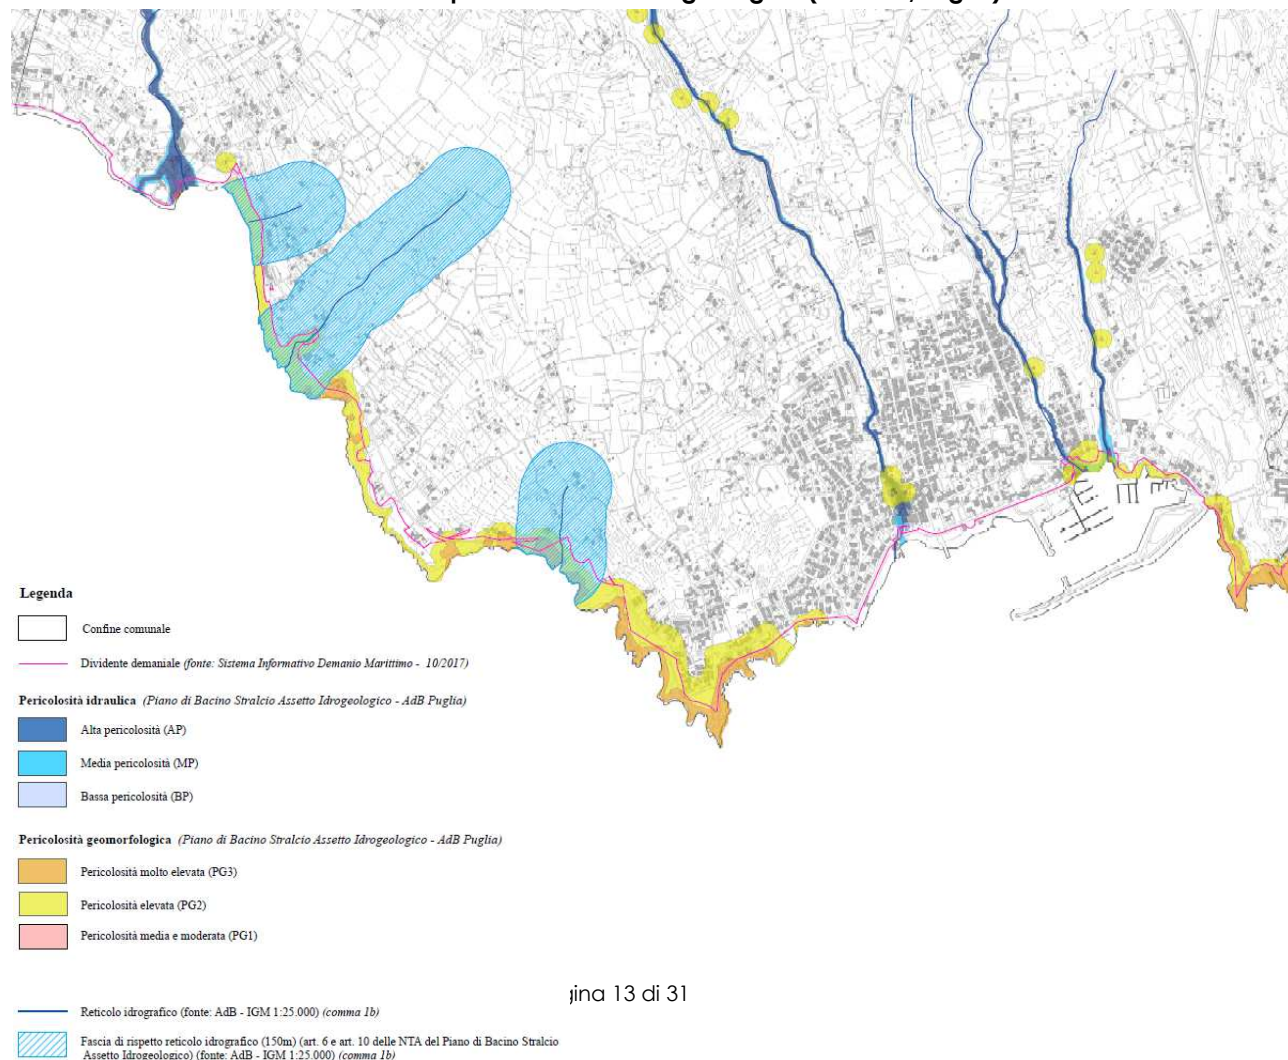 Legenda
Confine comunale
Dividente demaniale (fonte: Sistema Informativo Demanio Marittimo - 10/2017)
Pericolosità idraulica (Piano di Bacino Stralcio Assetto Idrogeologico - AdB Puglia)
Alta pericolosità (AP)
Media pericolosità (MP)
Bassa pericolosità (BP)
Pericolosità geomorfologica (Piano di Bacino Stralcio Assetto Idrogeologico - AdB Puglia)
Pericolosità molto elevata (PG3)
Pericolosità elevata (PG2)
Pericolosità media e moderata (PG1)
gina 13 di 31
Reticolo idrografico (fonte: AdB - IGM 1:25.000) (comma 1b)
Fascia di rispetto reticolo idrografico (150m) (art. 6 e art. 10 delle NTA del Piano di Bacino Stralcio
Assetto Idrogeologico) (fonte: AdB - IGM 1:25.000) (comma 1b)